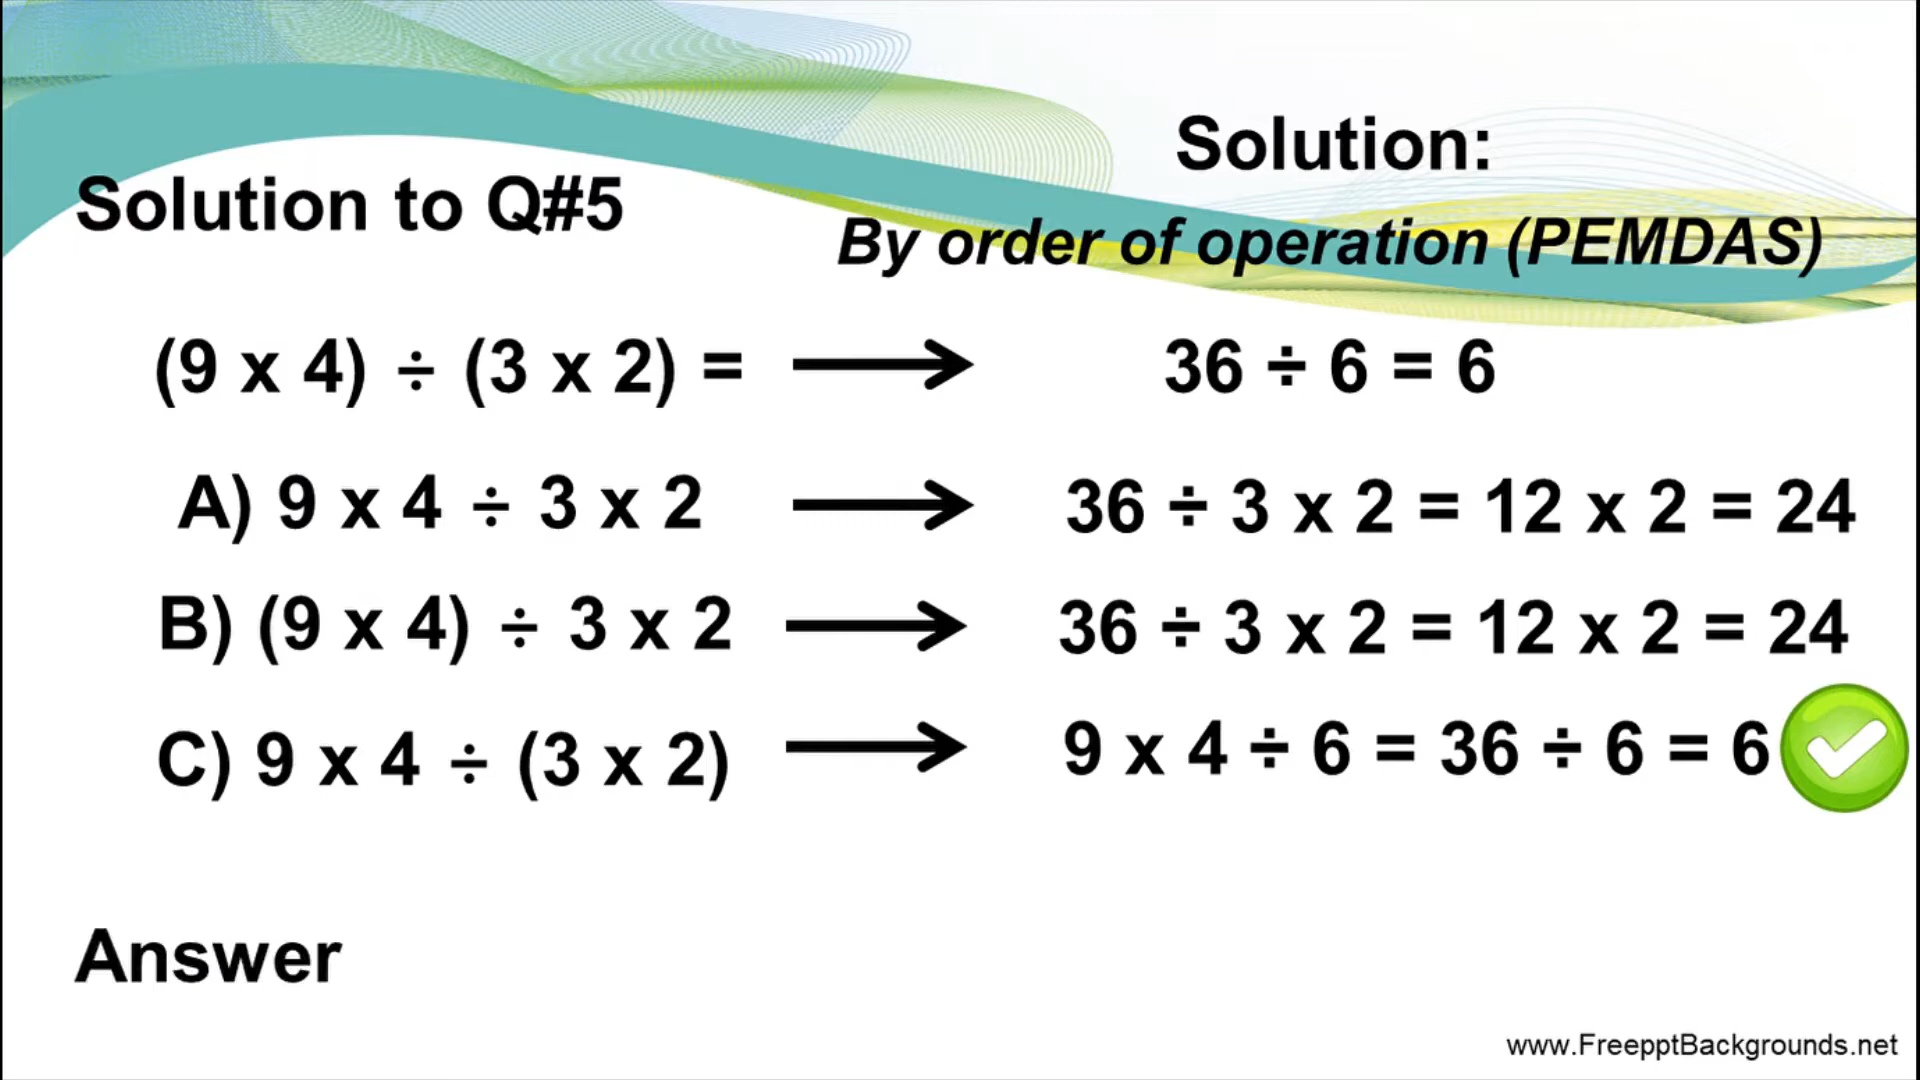 Solution:
Solution to Q#5
By order of operation (PEMDAS)
(9 x 4) ÷ (3 x 2) = → 36 ÷ 6 = 6
A) 9 x 4 ÷ 3 x 2 → 36 ÷ 3 x 2 = 12 x 2 = 24
B) (9 x 4) ÷ 3 x 2 → 36 ÷ 3 x 2 = 12 x 2 = 24
C) 9 x 4 ÷ (3 x 2) → 9 x 4 ÷ 6 = 36 ÷ 6 = 6
Answer
www.FreepptBackgrounds.net